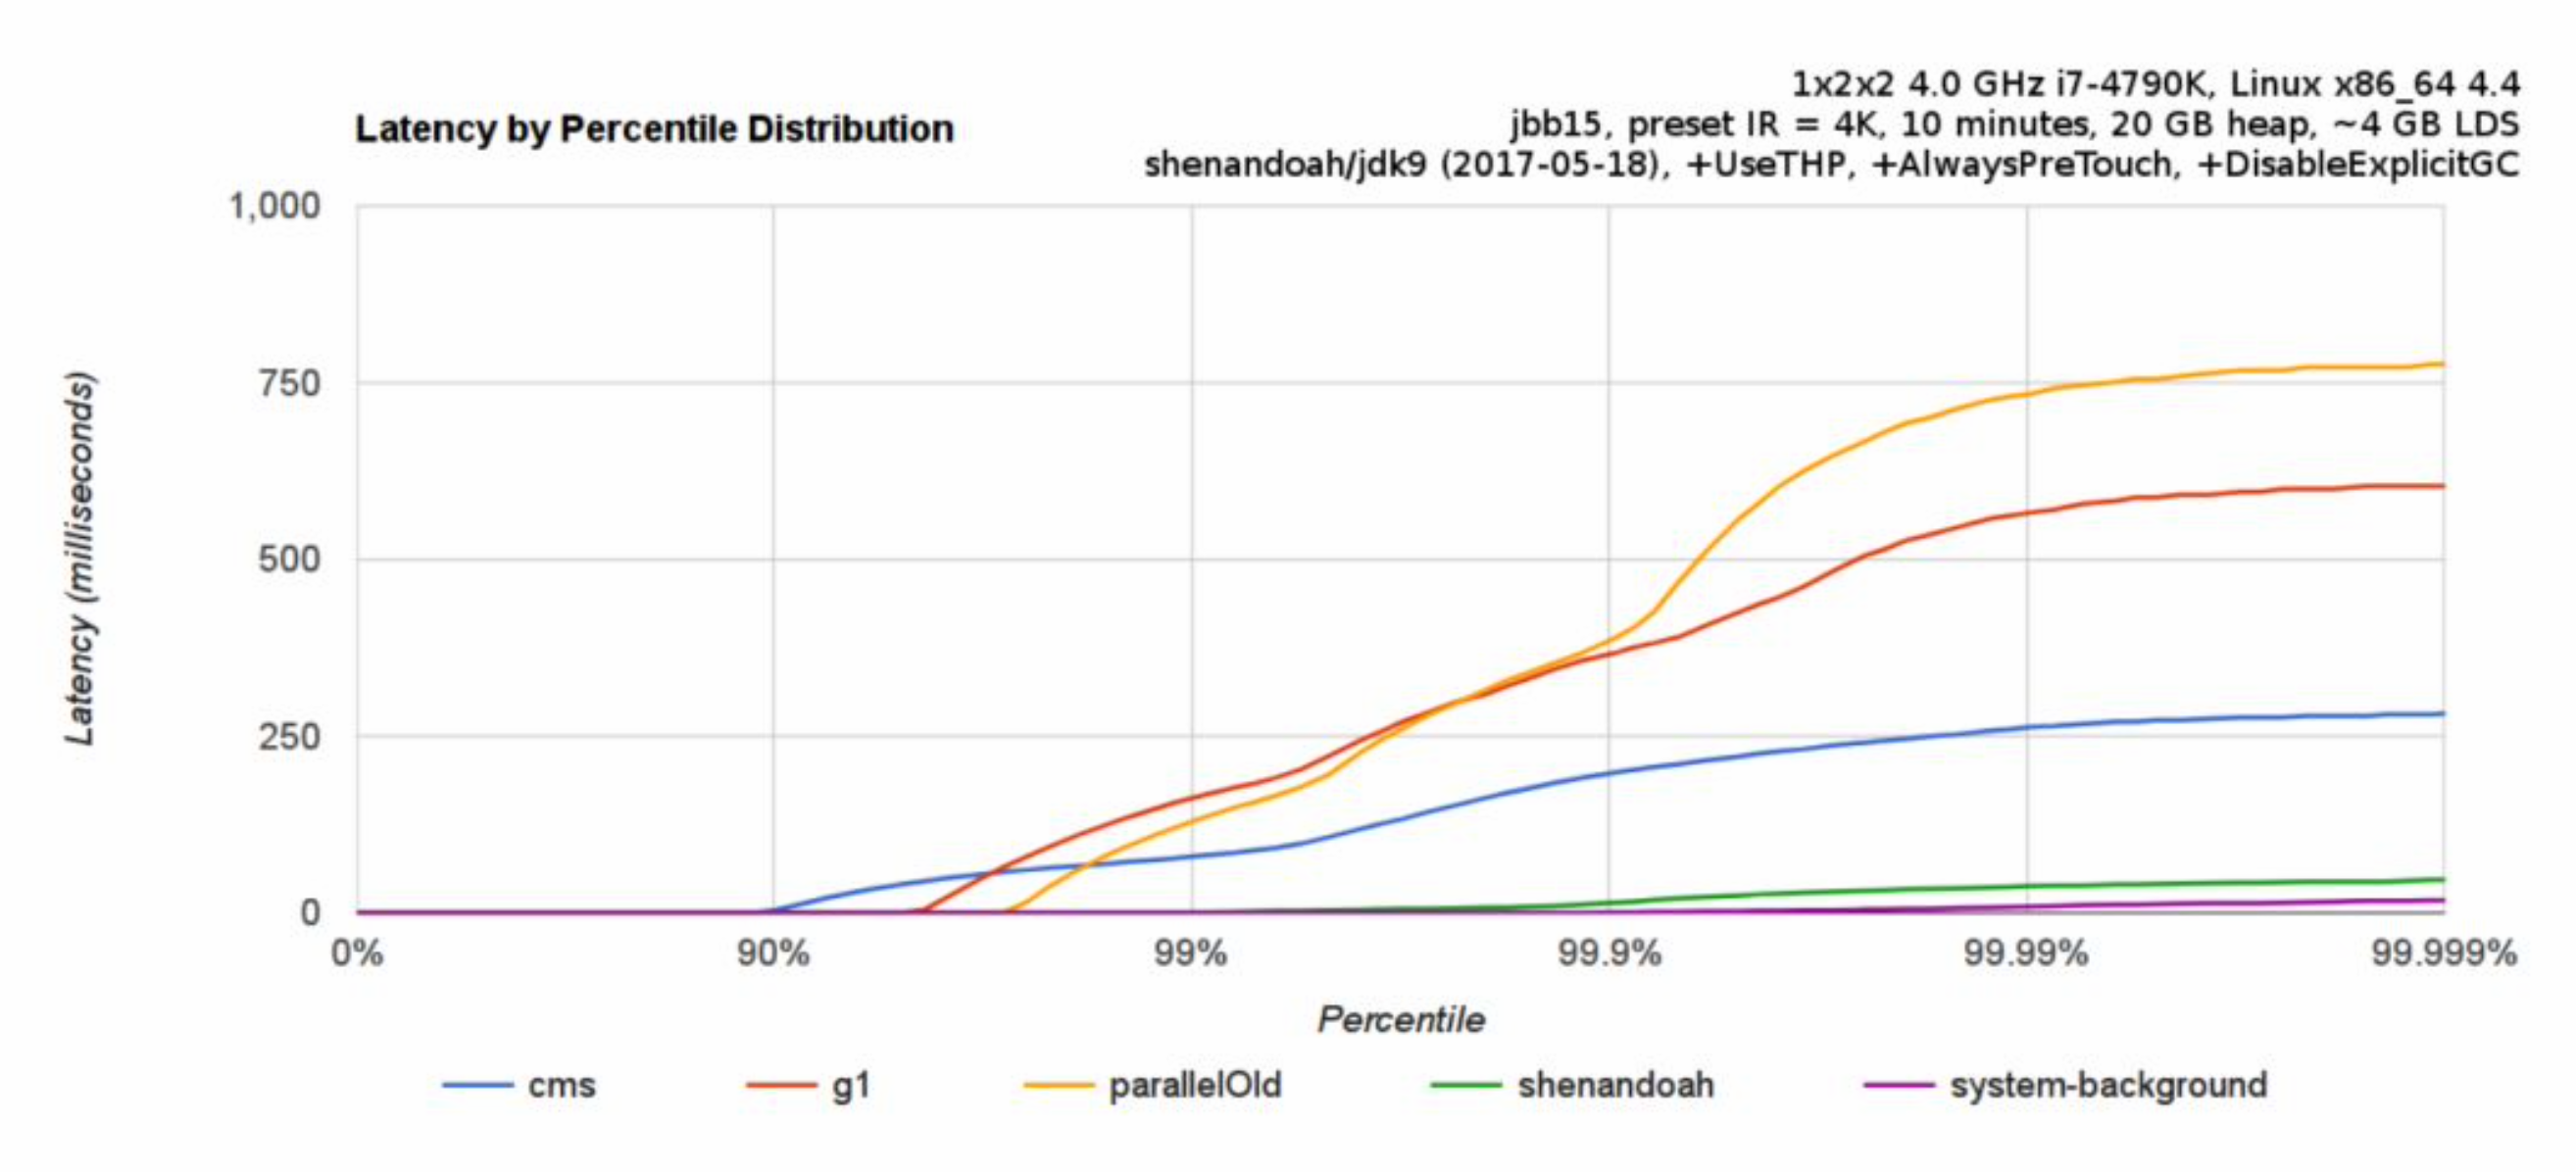 1x2x2 4.0 GHz i7-4790K, Linux x86_64 4.4
jbb15, preset IR = 4K, 10 minutes, 20 GB heap, ~4 GB LDS
shenandoah/jdk9 (2017-05-18), +UseTHP, +AlwaysPreTouch, +DisableExplicitGC
Latency by Percentile Distribution
1,000
750
500
250
0
Latency (milliseconds)
0% 90% 99% 99.9% 99.99% 99.999%
Percentile
cms g1 parallelOld shenandoah system-background